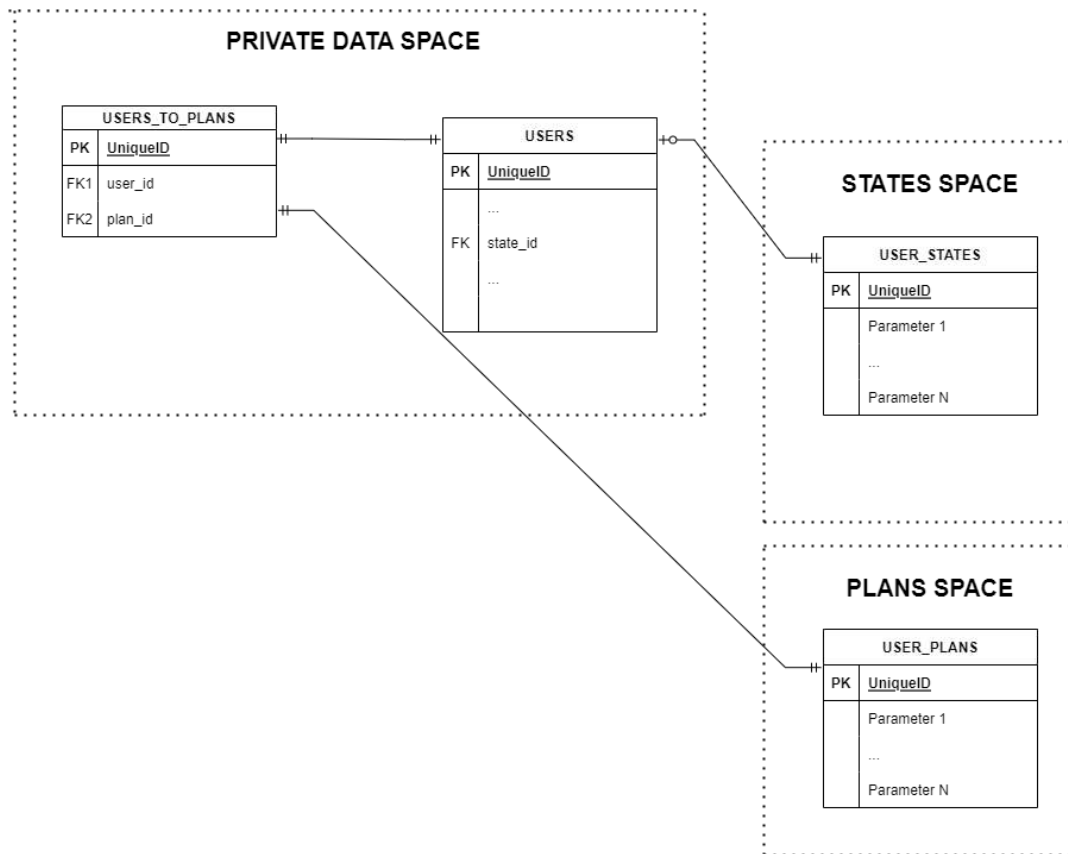 PRIVATE DATA SPACE
USERS_TO_PLANS
PK UniqueID
FK1 user_id
FK2 plan_id
USERS
PK UniqueID
...
FK state_id
...
STATES SPACE
USER_STATES
PK UniqueID
Parameter 1
...
Parameter N
PLANS SPACE
USER_PLANS
PK UniqueID
Parameter 1
...
Parameter N